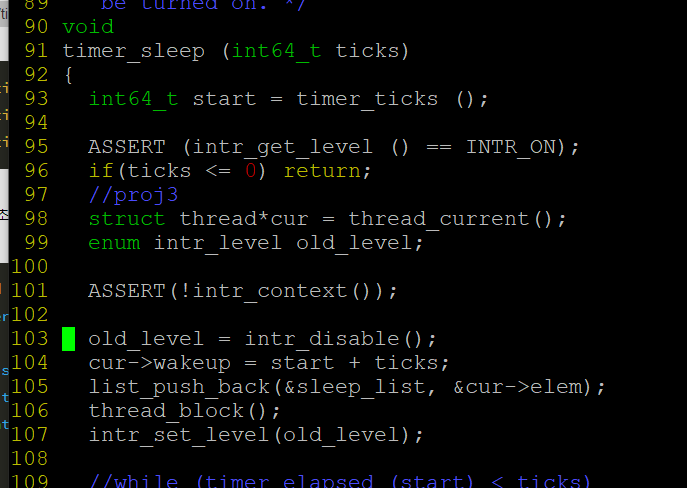 89 be turned on. */
90 void
91 timer_sleep (int64_t ticks)
92 {
93   int64_t start = timer_ticks ();
94
95   ASSERT (intr_get_level () == INTR_ON);
96   if(ticks <= 0) return;
97   //proj3
98   struct thread*cur = thread_current();
99   enum intr_level old_level;
100
101   ASSERT(!intr_context());
102
103   old_level = intr_disable();
104   cur->wakeup = start + ticks;
105   list_push_back(&sleep_list, &cur->elem);
106   thread_block();
107   intr_set_level(old_level);
108
109   //while (timer_elapsed (start) < ticks)